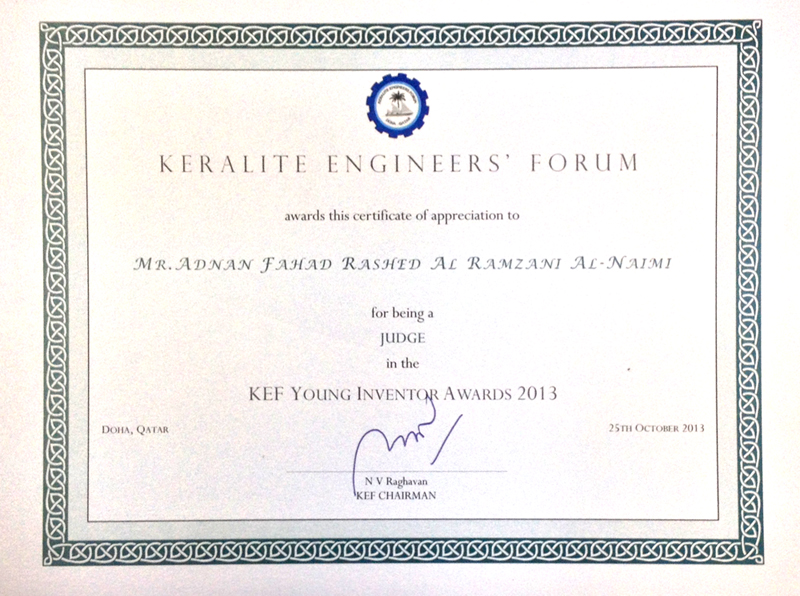 KERALITE ENGINEERS' FORUM
awards this certificate of appreciation to
MR. ADNAN FAHAD RASHED AL RAMZANI AL-NAIMI
for being a
JUDGE
in the
KEF YOUNG INVENTOR AWARDS 2013
DOHA, QATAR
25TH OCTOBER 2013
N V Raghavan
KEF CHAIRMAN